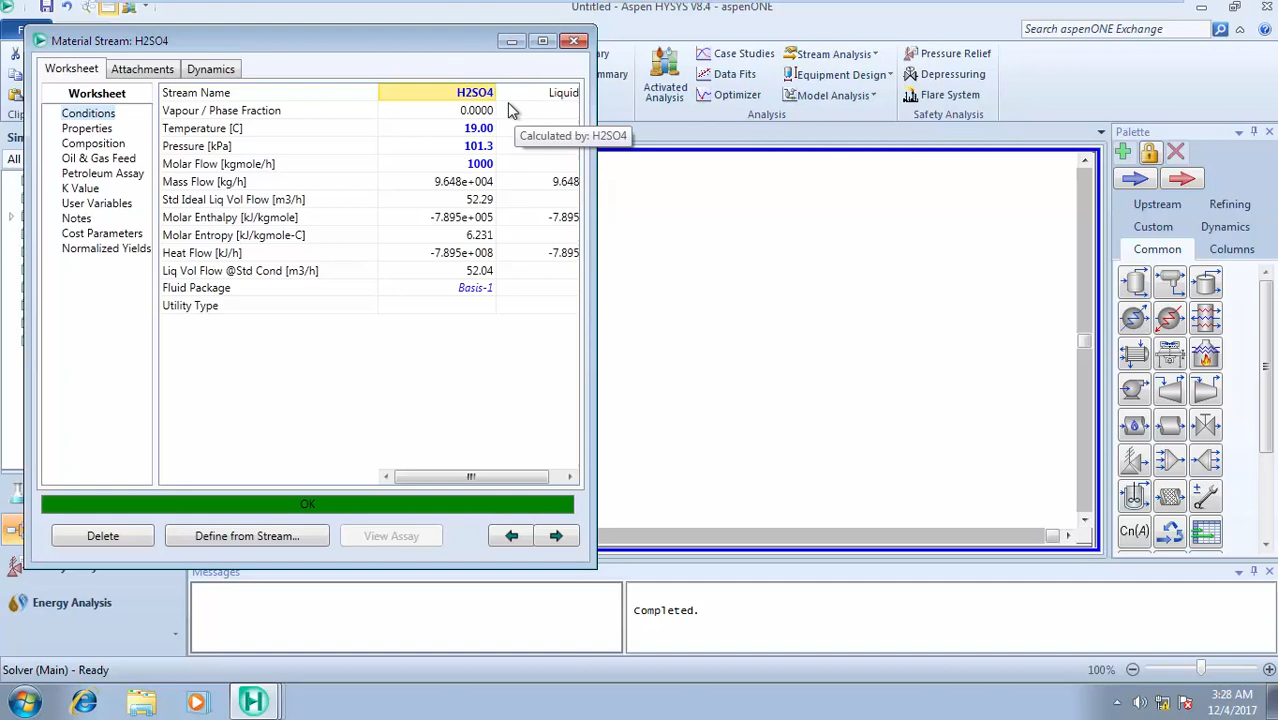 Untitled - Aspen HYSYS V8.4 - aspenONE
Search aspenONE Exchange
Material Stream: H2SO4
Worksheet
Attachments
Dynamics
Worksheet
Conditions
Properties
Composition
Oil & Gas Feed
Petroleum Assay
K Value
User Variables
Notes
Cost Parameters
Normalized Yields
Stream Name H2SO4 Liquid
Vapour / Phase Fraction 0.0000
Temperature [C] 19.00
Pressure [kPa] 101.3
Molar Flow [kgmole/h] 1000
Mass Flow [kg/h] 9.648e+004 9.648
Std Ideal Liq Vol Flow [m3/h] 52.29
Molar Enthalpy [kJ/kgmole] -7.895e+005 -7.895
Molar Entropy [kJ/kgmole-C] 6.231
Heat Flow [kJ/h] -7.895e+008 -7.895
Liq Vol Flow @Std Cond [m3/h] 52.04
Fluid Package Basis-1
Utility Type
Calculated by: H2SO4
OK
Delete
Define from Stream...
View Assay
mmary
Activated
Analysis
Case Studies
Data Fits
Optimizer
Stream Analysis
Equipment Design
Model Analysis
Analysis
Pressure Relief
Depressuring
Flare System
Safety Analysis
Clip
Sim
All
Palette
Upstream
Refining
Custom
Dynamics
Common
Columns
Cn(A)
Energy Analysis
Messages
Completed.
Solver (Main) - Ready
100%
3:28 AM
12/4/2017